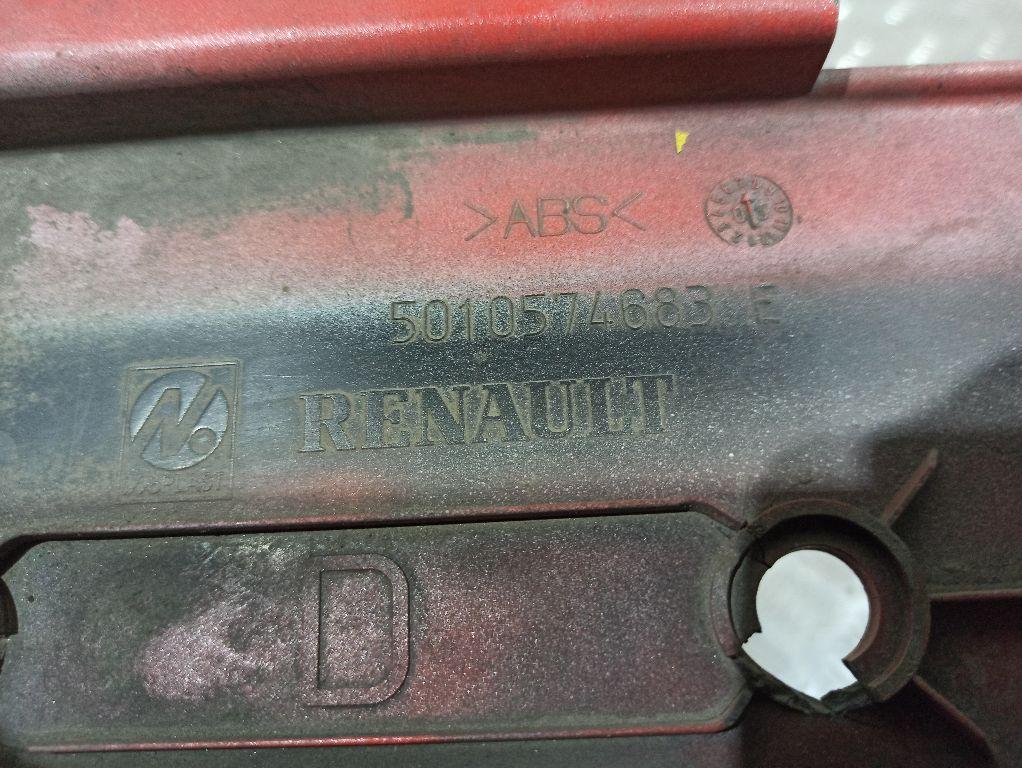 >ABS<
5010574683 E
RENAULT
D